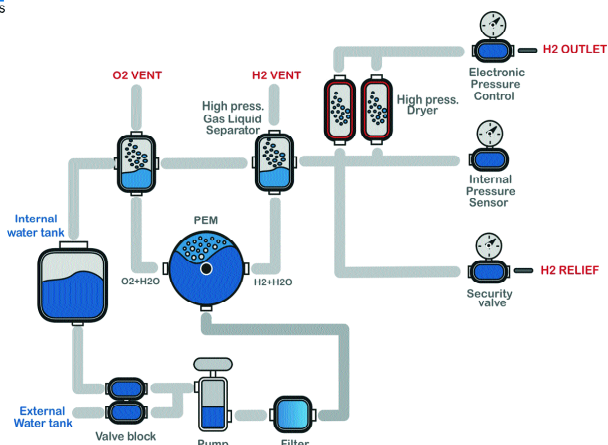 s
O2 VENT
H2 VENT
H2 OUTLET
Electronic
Pressure
Control
High press.
Gas Liquid
Separator
High press.
Dryer
Internal
Pressure
Sensor
Internal
water tank
PEM
O2+H2O
H2+H2O
H2 RELIEF
Security
valve
External
Water tank
Valve block
Pump
Filter